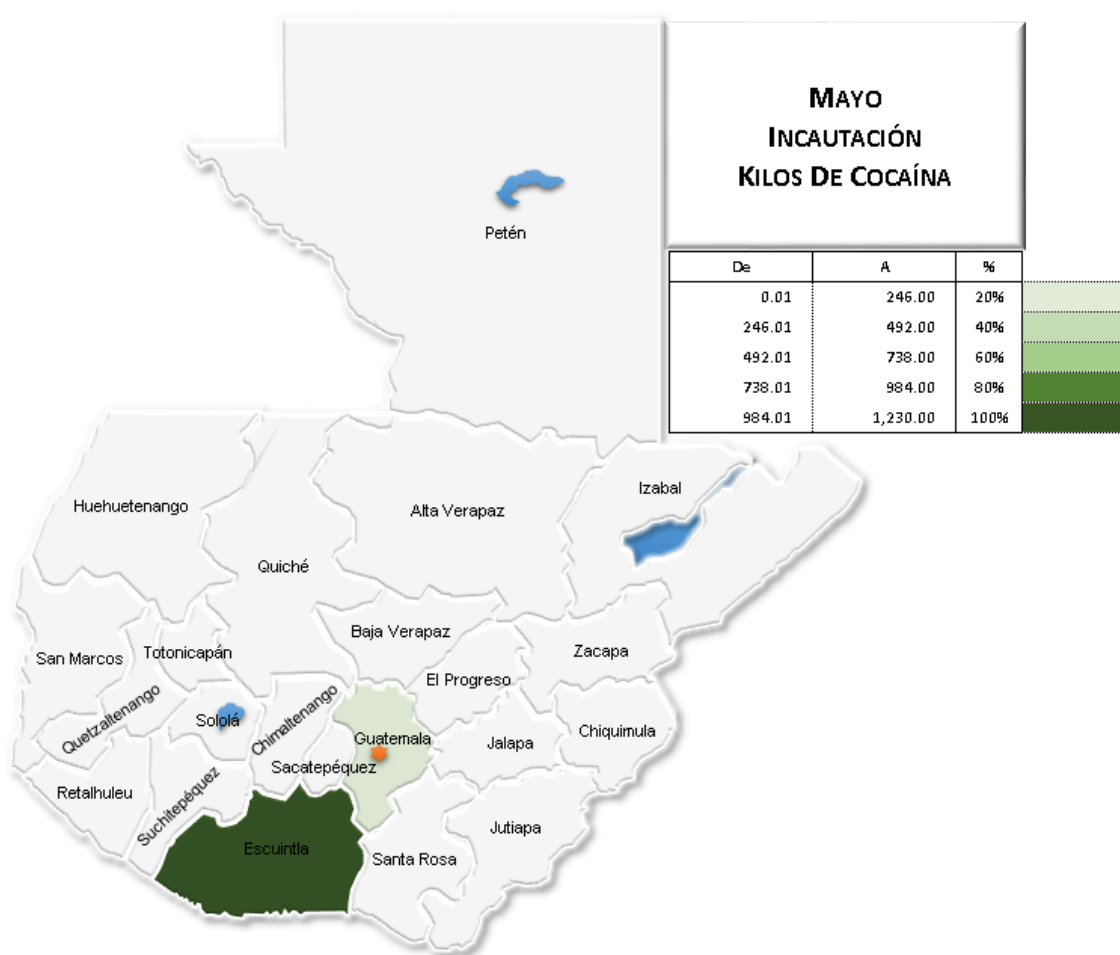 MAYO
INCAUTACIÓN
KILOS DE COCAÍNA
De A %
0.01 246.00 20%
246.01 492.00 40%
492.01 738.00 60%
738.01 984.00 80%
984.01 1,230.00 100%
Petén
Huehuetenango
Alta Verapaz
Izabal
Quiché
Baja Verapaz
San Marcos
Totonicapán
Zacapa
El Progreso
Quetzaltenango
Sololá
Chimaltenango
Guatemala
Jalapa
Chiquimula
Sacatepéquez
Retalhuleu
Suchitepéquez
Jutiapa
Escuintla
Santa Rosa